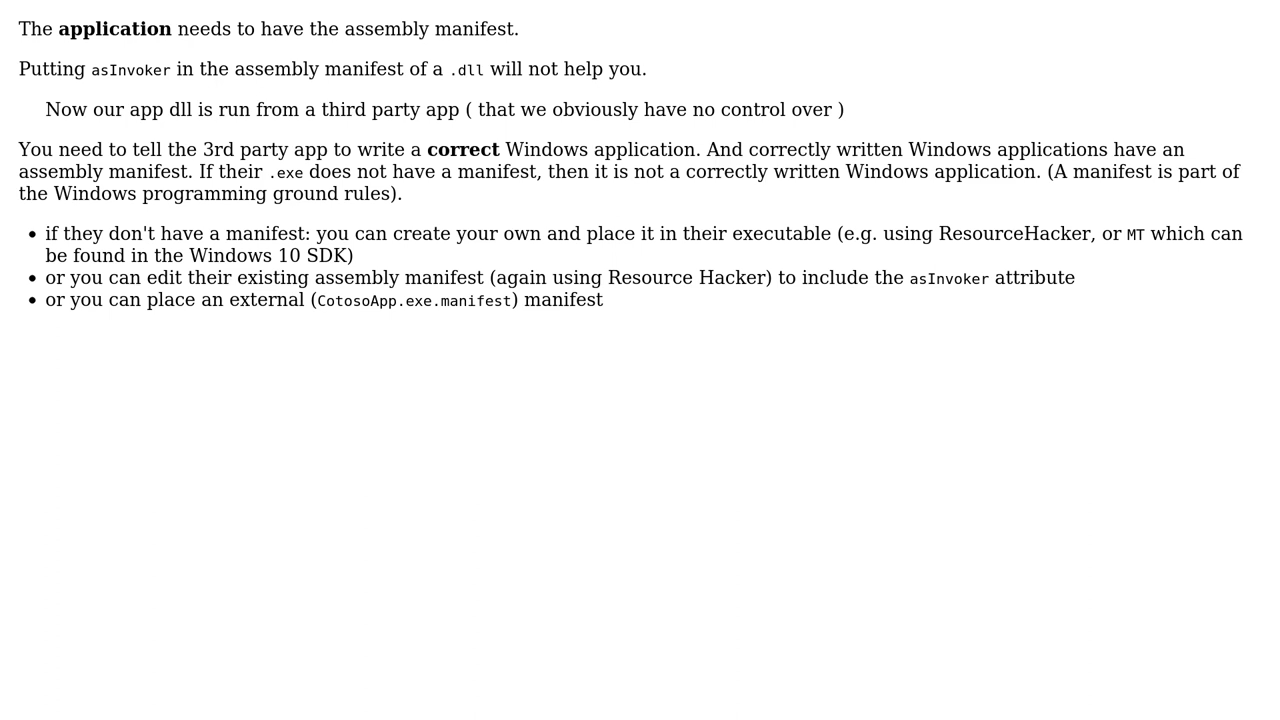 The application needs to have the assembly manifest.
Putting asInvoker in the assembly manifest of a .dll will not help you.
Now our app dll is run from a third party app ( that we obviously have no control over )
You need to tell the 3rd party app to write a correct Windows application. And correctly written Windows applications have an
assembly manifest. If their .exe does not have a manifest, then it is not a correctly written Windows application. (A manifest is part of
the Windows programming ground rules).
• if they don't have a manifest: you can create your own and place it in their executable (e.g. using ResourceHacker, or MT which can
be found in the Windows 10 SDK)
• or you can edit their existing assembly manifest (again using Resource Hacker) to include the asInvoker attribute
• or you can place an external (CotosoApp.exe.manifest) manifest